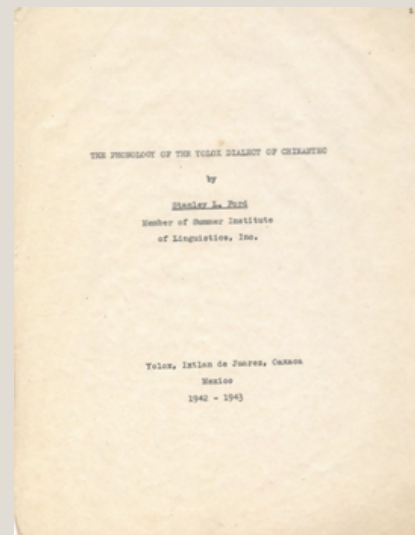 THE PHONOLOGY OF THE YOLOX DIALECT OF CHINANTEC
by
Stanley L. Ford
Member of Summer Institute
of Linguistics, Inc.
Yolox, Ixtlan de Juarez, Oaxaca
Mexico
1942 - 1943